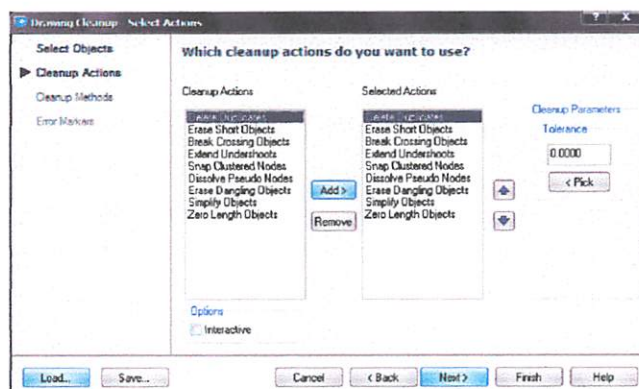 Drawing Cleanup - Select Actions
Select Objects
Cleanup Actions
Cleanup Methods
Error Markers
Which cleanup actions do you want to use?
Cleanup Actions
Delete Duplicates
Erase Short Objects
Break Crossing Objects
Extend Undershoots
Snap Clustered Nodes
Dissolve Pseudo Nodes
Erase Dangling Objects
Simplify Objects
Zero Length Objects
Add >
Remove
Selected Actions
Delete Duplicates
Erase Short Objects
Break Crossing Objects
Extend Undershoots
Snap Clustered Nodes
Dissolve Pseudo Nodes
Erase Dangling Objects
Simplify Objects
Zero Length Objects
Cleanup Parameters
Tolerance
0.0000
< Pick
Options
Interactive
Load...
Save...
Cancel
< Back
Next >
Finish
Help